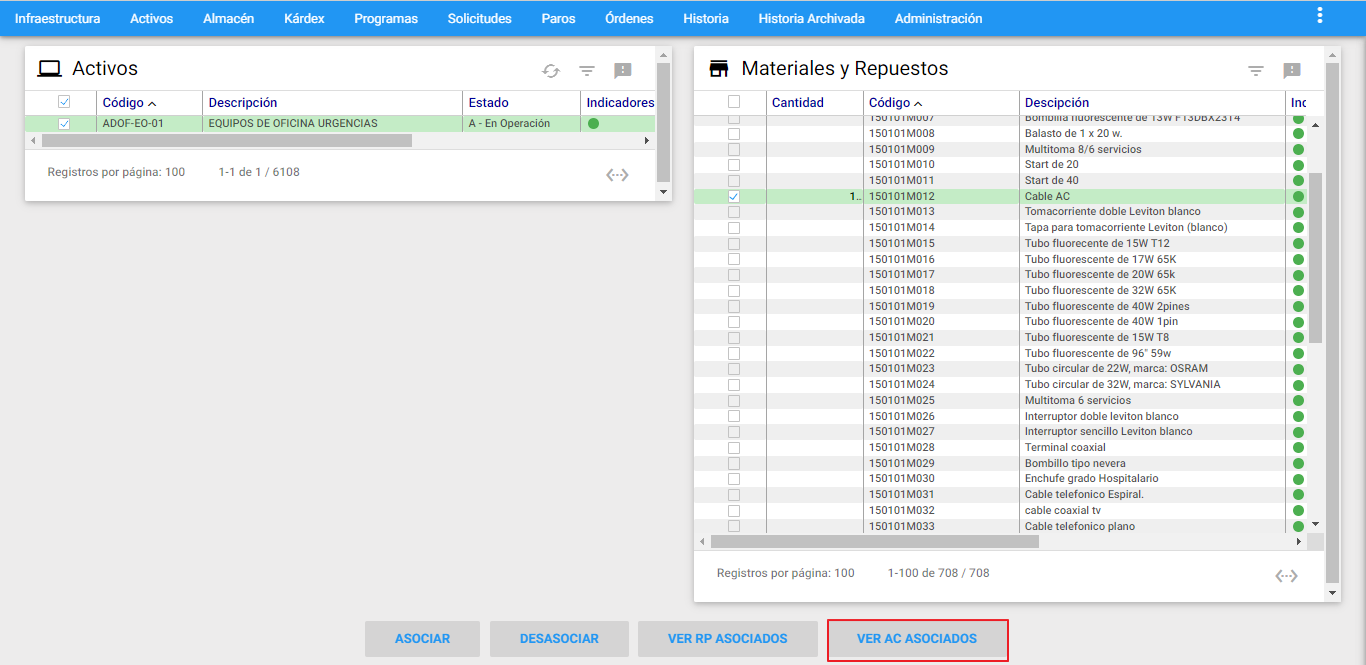 Infraestructura Activos Almacén Kárdex Programas Solicitudes Paros Órdenes Historia Historia Archivada Administración
Activos
Código Descripción Estado Indicadores
ADOF-EO-01 EQUIPOS DE OFICINA URGENCIAS A - En Operación
Registros por página: 100 1-1 de 1 / 6108
Materiales y Repuestos
Cantidad Código Descipción Inc
150101M007 Bombilla fluorescente de 13W F13DBX23T4
150101M008 Balasto de 1 x 20 w.
150101M009 Multitoma 8/6 servicios
150101M010 Start de 20
150101M011 Start de 40
1.. 150101M012 Cable AC
150101M013 Tomacorriente doble Leviton blanco
150101M014 Tapa para tomacorriente Leviton (blanco)
150101M015 Tubo fluorecente de 15W T12
150101M016 Tubo fluorescente de 17W 65K
150101M017 Tubo fluorescente de 20W 65k
150101M018 Tubo fluorescente de 32W 65K
150101M019 Tubo fluorescente de 40W 2pines
150101M020 Tubo fluorescente de 40W 1pin
150101M021 Tubo fluorescente de 15W T8
150101M022 Tubo fluorescente de 96" 59w
150101M023 Tubo circular de 22W, marca: OSRAM
150101M024 Tubo circular de 32W, marca: SYLVANIA
150101M025 Multitoma 6 servicios
150101M026 Interruptor doble leviton blanco
150101M027 Interruptor sencillo Leviton blanco
150101M028 Terminal coaxial
150101M029 Bombillo tipo nevera
150101M030 Enchufe grado Hospitalario
150101M031 Cable telefonico Espiral.
150101M032 cable coaxial tv
150101M033 Cable telefonico plano
Registros por página: 100 1-100 de 708 / 708
ASOCIAR DESASOCIAR VER RP ASOCIADOS VER AC ASOCIADOS